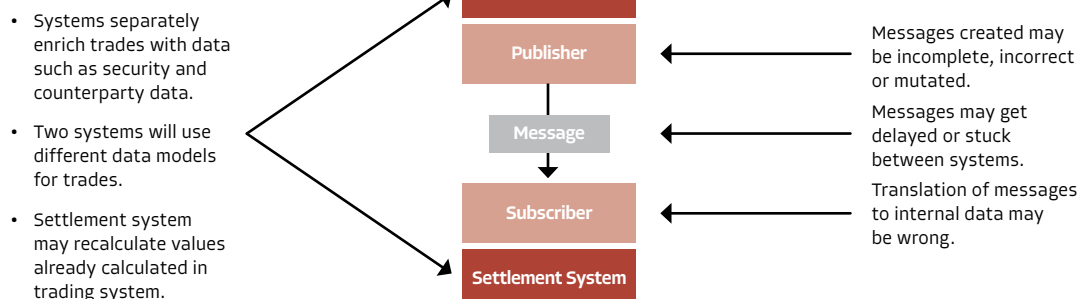 • Systems separately
enrich trades with data
such as security and
counterparty data.
• Two systems will use
different data models
for trades.
• Settlement system
may recalculate values
already calculated in
trading system.
Publisher
Message
Subscriber
Settlement System
Messages created may
be incomplete, incorrect
or mutated.
Messages may get
delayed or stuck
between systems.
Translation of messages
to internal data may
be wrong.